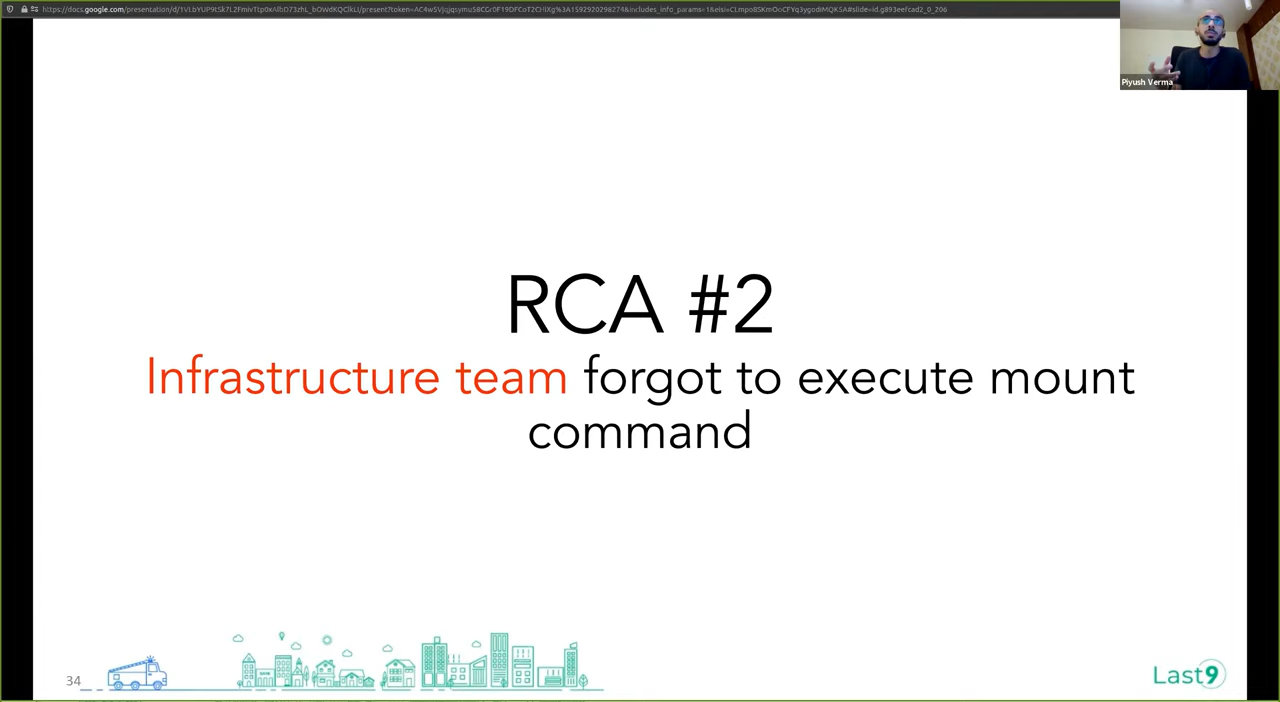 Piyush Verma
RCA #2
Infrastructure team forgot to execute mount
command
34
Last9